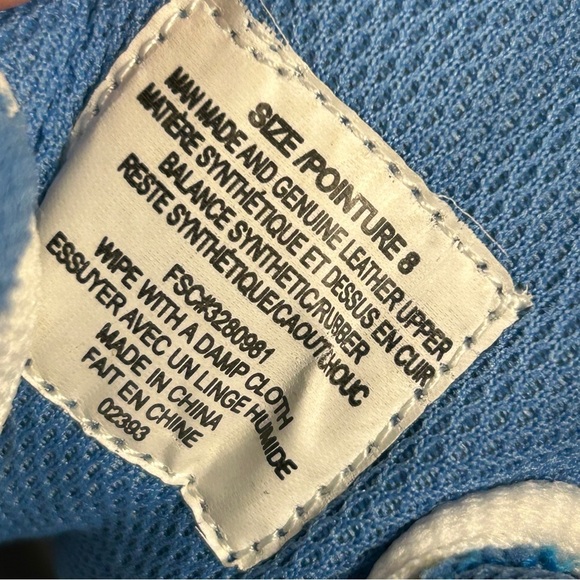 SIZE /POINTURE 8
MAN MADE AND GENUINE LEATHER UPPER
MATIÈRE SYNTHÉTIQUE ET DESSUS EN CUIR
BALANCE SYNTHETIC/RUBBER
RESTE SYNTHÉTIQUE/CAOUTCHOUC
FSC#3280981
WIPE WITH A DAMP CLOTH
ESSUYER AVEC UN LINGE HUMIDE
MADE IN CHINA
FAIT EN CHINE
02393